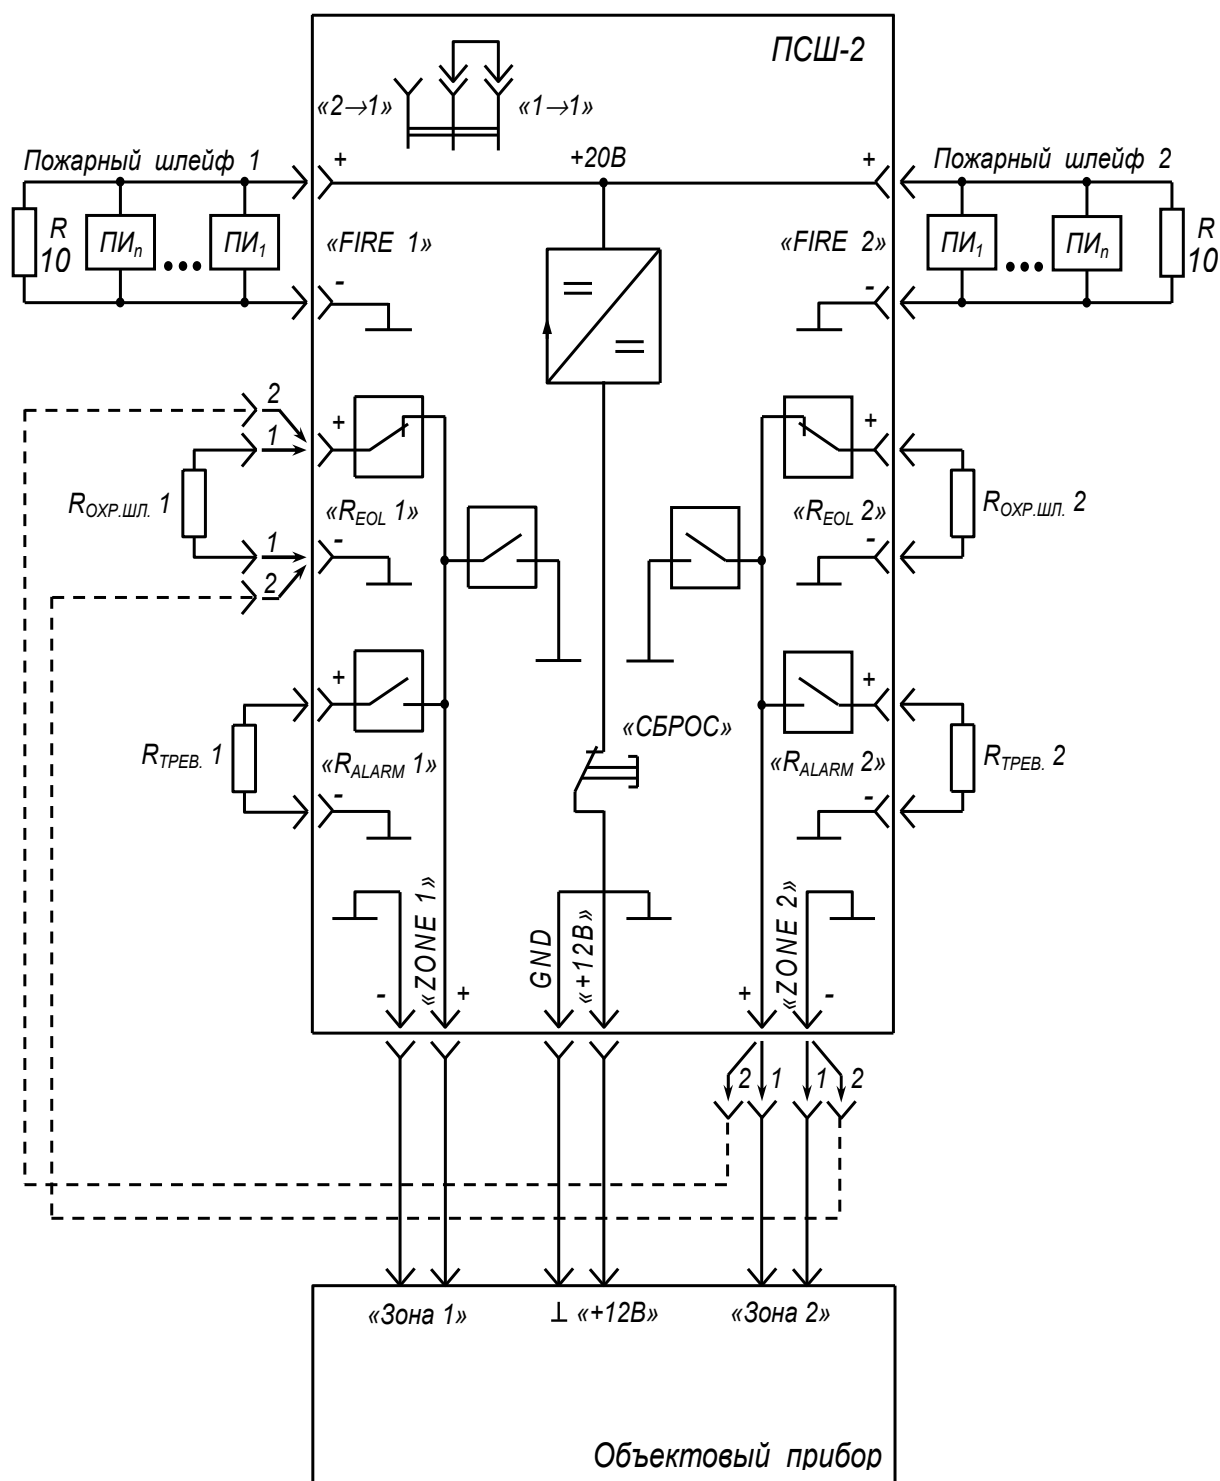 ПСШ-2
«2→1» «1→1»
Пожарный шлейф 1 + +20В + Пожарный шлейф 2
R 10 ПИn ••• ПИ1 «FIRE 1» «FIRE 2» ПИ1 ••• ПИn R 10
- -
2
1 + +
RОХР.ШЛ. 1 «REOL 1» «REOL 2» RОХР.ШЛ. 2
1 - -
2
+ +
«СБРОС»
RТРЕВ. 1 «RALARM 1» «RALARM 2» RТРЕВ. 2
- -
«ZONE 1» GND «+12В» «ZONE 2»
- + + -
2 1 1 2
«Зона 1» ⊥ «+12В» «Зона 2»
Объектовый прибор